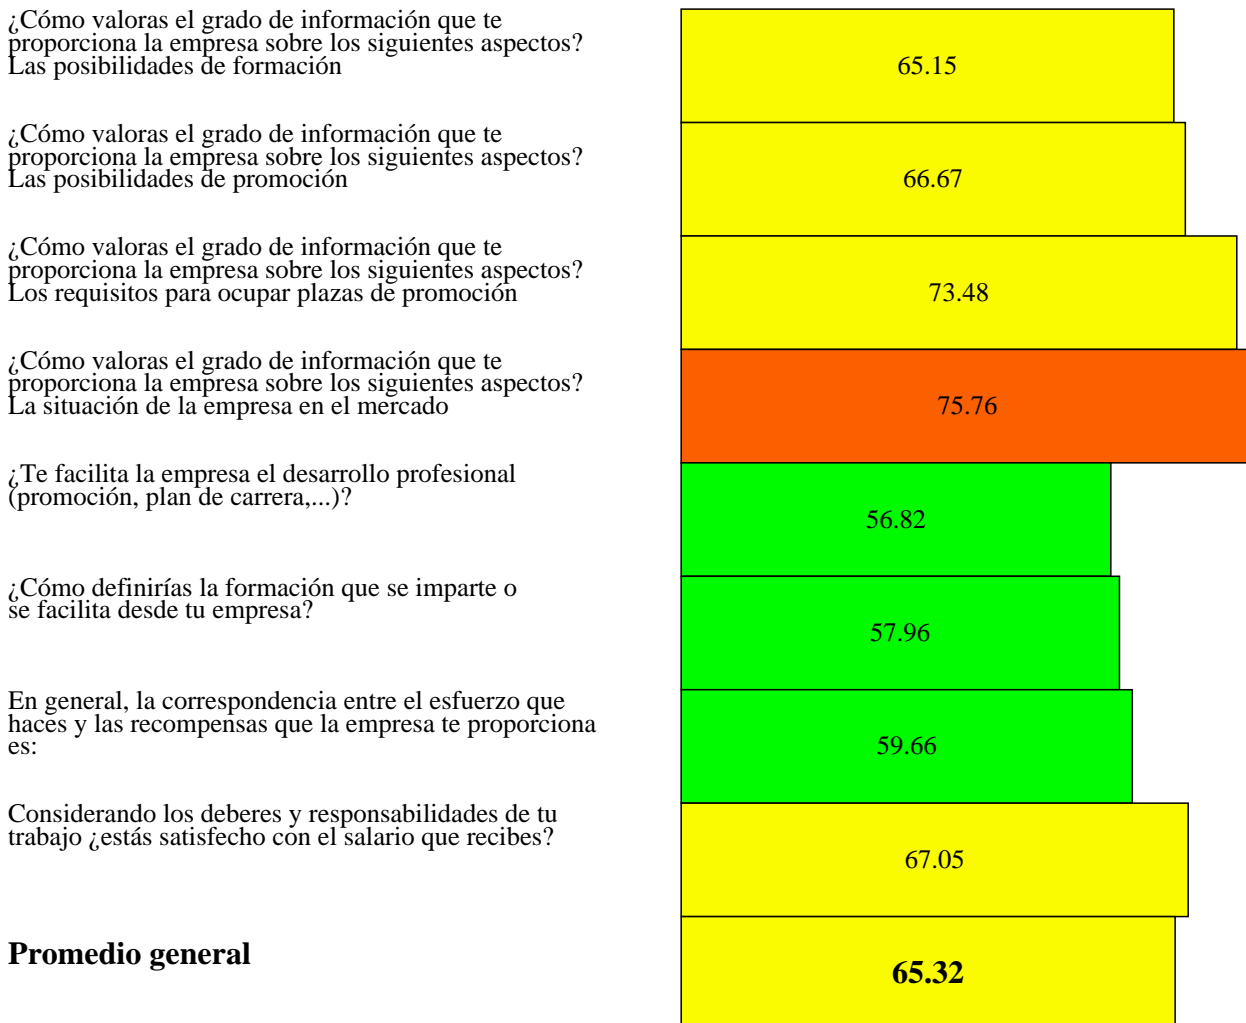 ¿Cómo valoras el grado de información que te
proporciona la empresa sobre los siguientes aspectos?
Las posibilidades de formación
65.15
¿Cómo valoras el grado de información que te
proporciona la empresa sobre los siguientes aspectos?
Las posibilidades de promoción
66.67
¿Cómo valoras el grado de información que te
proporciona la empresa sobre los siguientes aspectos?
Los requisitos para ocupar plazas de promoción
73.48
¿Cómo valoras el grado de información que te
proporciona la empresa sobre los siguientes aspectos?
La situación de la empresa en el mercado
75.76
¿Te facilita la empresa el desarrollo profesional
(promoción, plan de carrera,...)?
56.82
¿Cómo definirías la formación que se imparte o
se facilita desde tu empresa?
57.96
En general, la correspondencia entre el esfuerzo que
haces y las recompensas que la empresa te proporciona
es:
59.66
Considerando los deberes y responsabilidades de tu
trabajo ¿estás satisfecho con el salario que recibes?
67.05
Promedio general
65.32